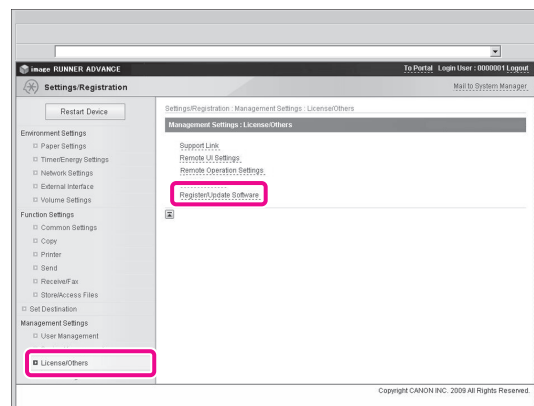 image RUNNER ADVANCE
To Portal Login User : 0000001 Logout
Settings/Registration
Mail to System Manager
Restart Device
Settings/Registration : Management Settings : License/Others
Management Settings : License/Others
Environment Settings
Paper Settings
Timer/Energy Settings
Network Settings
External Interface
Volume Settings
Support Link
Remote UI Settings
Remote Operation Settings
Register/Update Software
Function Settings
Common Settings
Copy
Printer
Send
Receive/Fax
Store/Access Files
Set Destination
Management Settings
User Management
License/Others
Copyright CANON INC. 2009 All Rights Reserved.